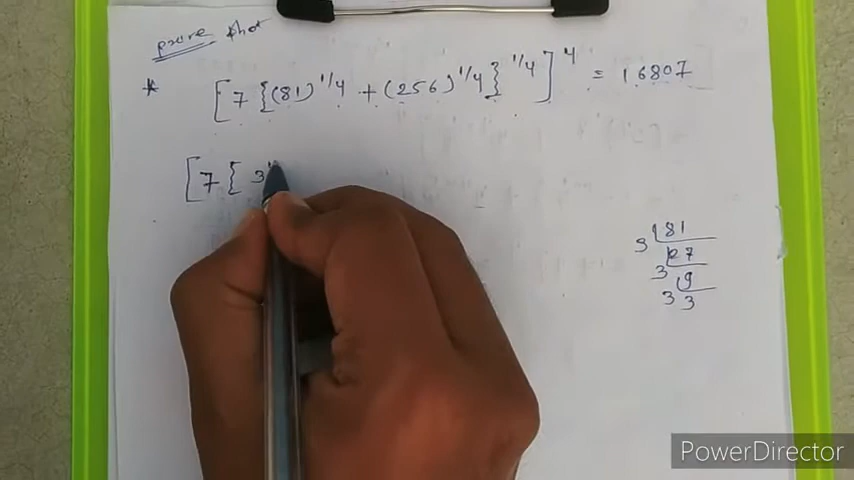 prove that
* [7{(81)^1/4 + (256)^1/4}^1/4]^4 = 16807
[7{ 3
3 81
3 27
3 9
3
PowerDirector